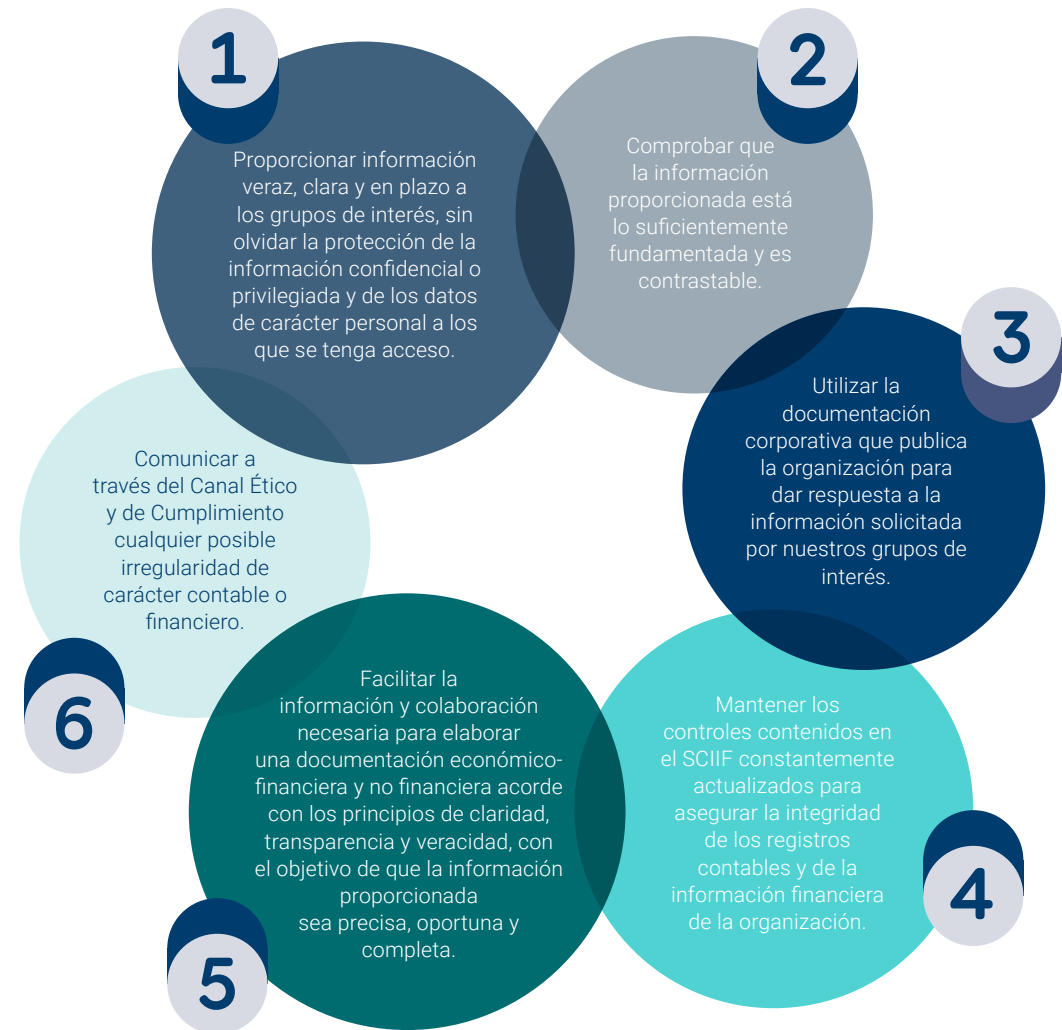 1
Proporcionar información
veraz, clara y en plazo a
los grupos de interés, sin
olvidar la protección de la
información confidencial o
privilegiada y de los datos
de carácter personal a los
que se tenga acceso.
2
Comprobar que
la información
proporcionada está
lo suficientemente
fundamentada y es
contrastable.
3
Utilizar la
documentación
corporativa que publica
la organización para
dar respuesta a la
información solicitada
por nuestros grupos de
interés.
4
Mantener los
controles contenidos en
el SCIIF constantemente
actualizados para
asegurar la integridad
de los registros
contables y de la
información financiera
de la organización.
5
Facilitar la
información y colaboración
necesaria para elaborar
una documentación económico-
financiera y no financiera acorde
con los principios de claridad,
transparencia y veracidad, con
el objetivo de que la información
proporcionada
sea precisa, oportuna y
completa.
6
Comunicar a
través del Canal Ético
y de Cumplimiento
cualquier posible
irregularidad de
carácter contable o
financiero.